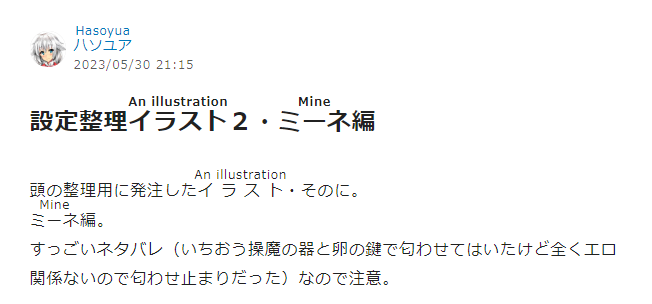 Hasoyua
ハソユア
2023/05/30 21:15
An illustration Mine
設定整理イラスト２・ミーネ編
An illustration
頭の整理用に発注したイラスト・そのに。
Mine
ミーネ編。
すっごいネタバレ（いちおう操魔の器と卵の鍵で匂わせてはいたけど全くエロ
関係ないので匂わせ止まりだった）なので注意。